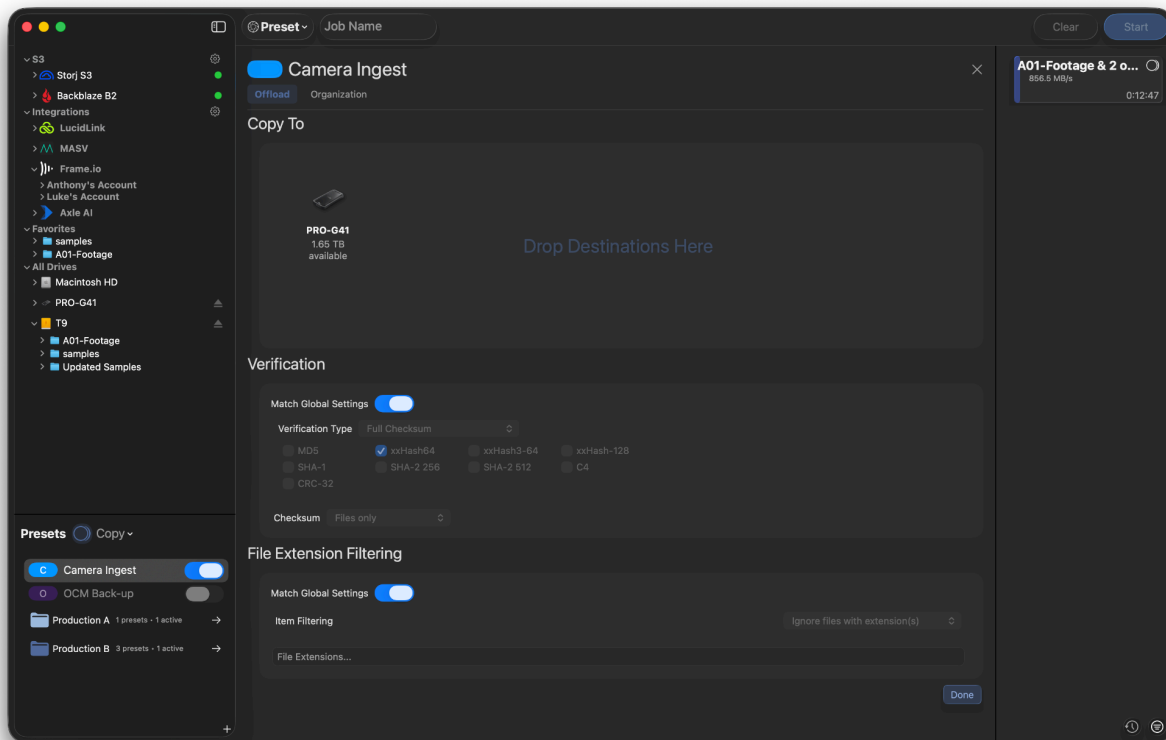 Preset
Job Name
Clear
Start
S3
Storj S3
Backblaze B2
Integrations
LucidLink
MASV
Frame.io
Anthony's Account
Luke's Account
Axle AI
Favorites
samples
A01-Footage
All Drives
Macintosh HD
PRO-G41
T9
A01-Footage
samples
Updated Samples
Presets
Copy
C Camera Ingest
O OCM Back-up
Production A 1 presets • 1 active
Production B 3 presets • 1 active
Camera Ingest
Offload Organization
Copy To
PRO-G41
1.65 TB
available
Drop Destinations Here
Verification
Match Global Settings
Verification Type Full Checksum
MD5 xxHash64 xxHash3-64 xxHash-128
SHA-1 SHA-2 256 SHA-2 512 C4
CRC-32
Checksum Files only
File Extension Filtering
Match Global Settings
Item Filtering Ignore files with extension(s)
File Extensions...
Done
A01-Footage & 2 o...
856.5 MB/s
0:12:47